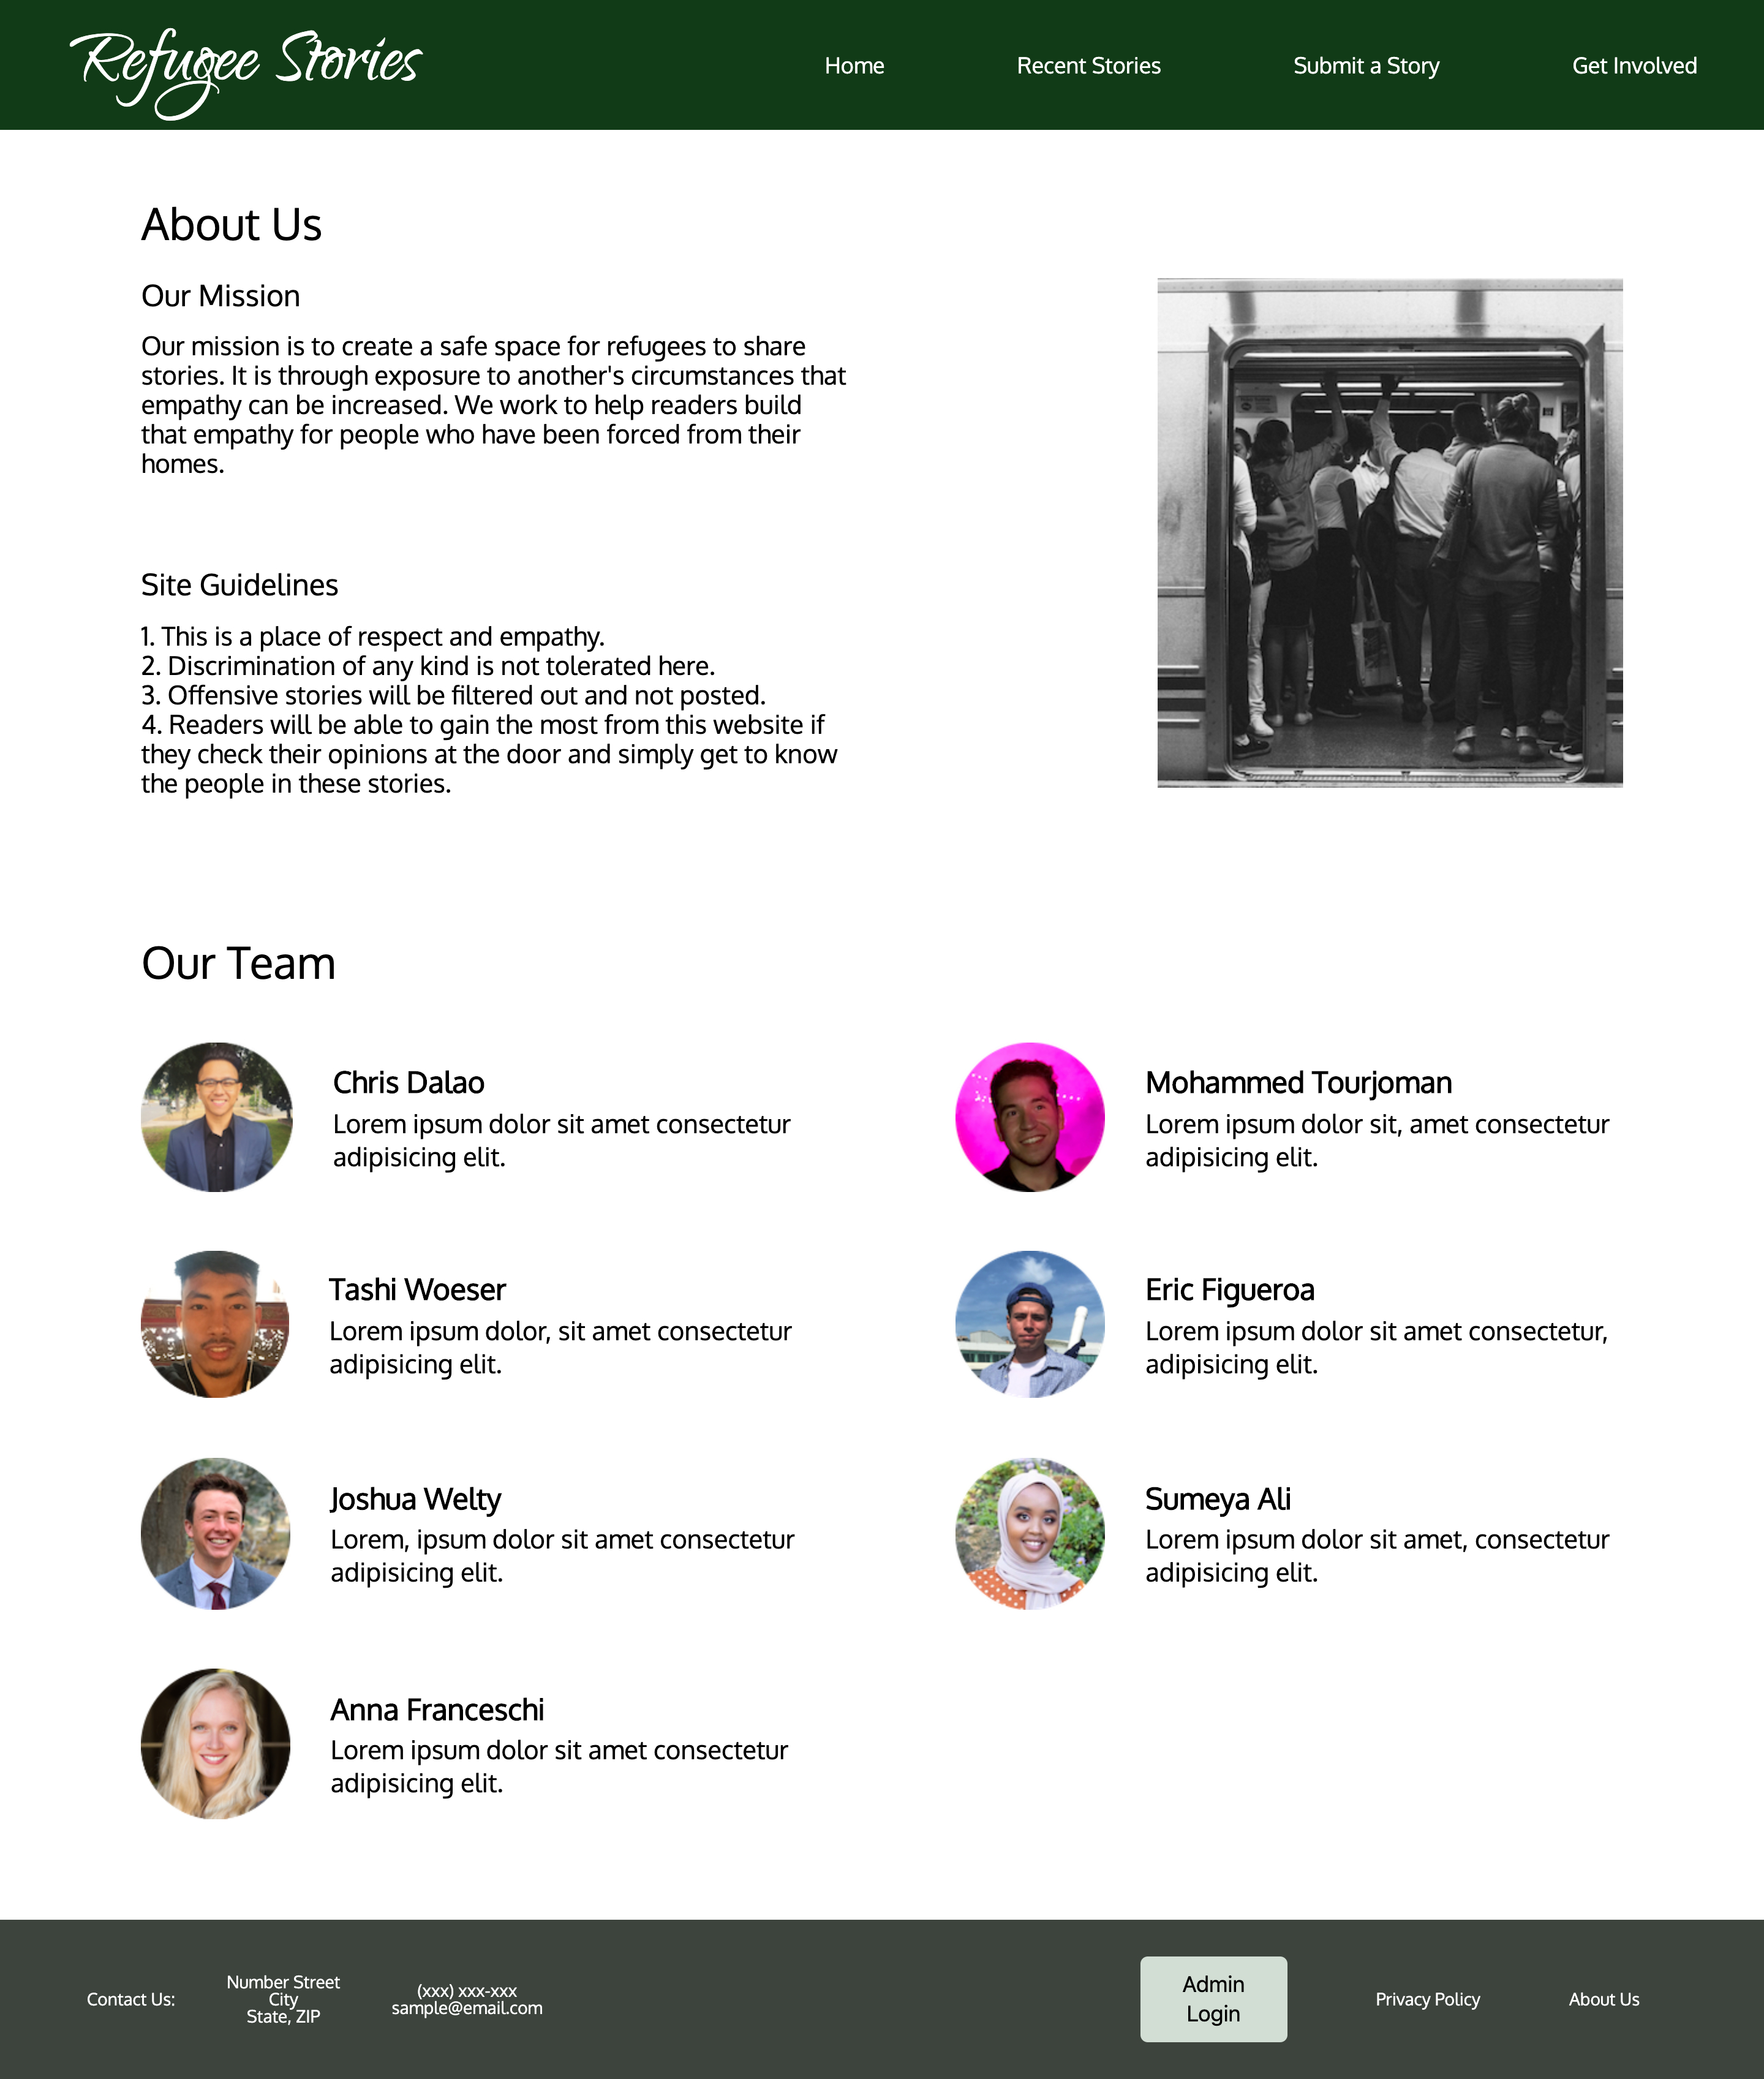 Refugee Stories
Home
Recent Stories
Submit a Story
Get Involved
About Us
Our Mission
Our mission is to create a safe space for refugees to share
stories. It is through exposure to another's circumstances that
empathy can be increased. We work to help readers build
that empathy for people who have been forced from their
homes.
Site Guidelines
1. This is a place of respect and empathy.
2. Discrimination of any kind is not tolerated here.
3. Offensive stories will be filtered out and not posted.
4. Readers will be able to gain the most from this website if
they check their opinions at the door and simply get to know
the people in these stories.
Our Team
Chris Dalao
Lorem ipsum dolor sit amet consectetur
adipisicing elit.
Mohammed Tourjoman
Lorem ipsum dolor sit, amet consectetur
adipisicing elit.
Tashi Woeser
Lorem ipsum dolor, sit amet consectetur
adipisicing elit.
Eric Figueroa
Lorem ipsum dolor sit amet consectetur,
adipisicing elit.
Joshua Welty
Lorem, ipsum dolor sit amet consectetur
adipisicing elit.
Sumeya Ali
Lorem ipsum dolor sit amet, consectetur
adipisicing elit.
Anna Franceschi
Lorem ipsum dolor sit amet consectetur
adipisicing elit.
Contact Us:
Number Street
City
State, ZIP
(xxx) xxx-xxx
sample@email.com
Admin
Login
Privacy Policy
About Us